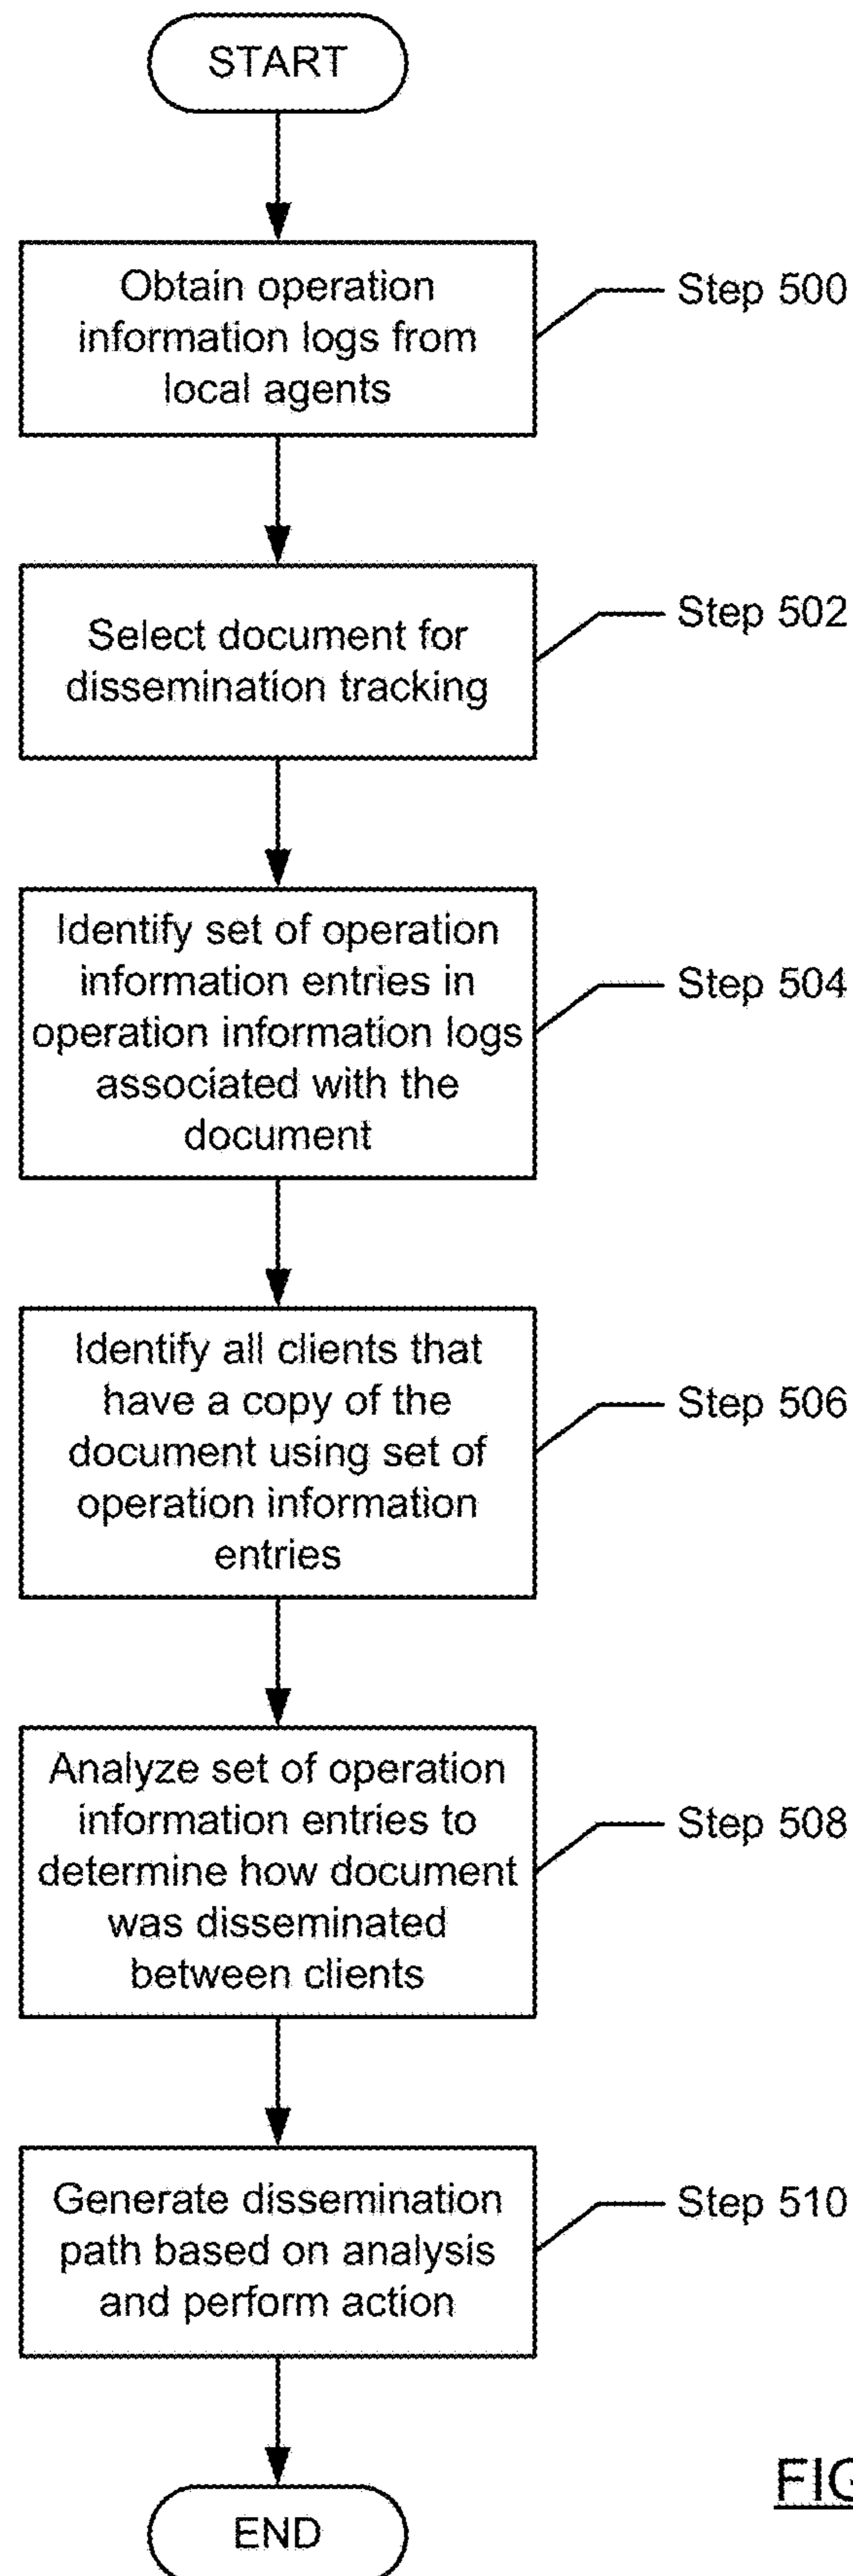 START
Obtain operation
information logs from
local agents
Step 500
Select document for
dissemination tracking
Step 502
Identify set of operation
information entries in
operation information logs
associated with the
document
Step 504
Identify all clients that
have a copy of the
document using set of
operation information
entries
Step 506
Analyze set of operation
information entries to
determine how document
was disseminated
between clients
Step 508
Generate dissemination
path based on analysis
and perform action
Step 510
END